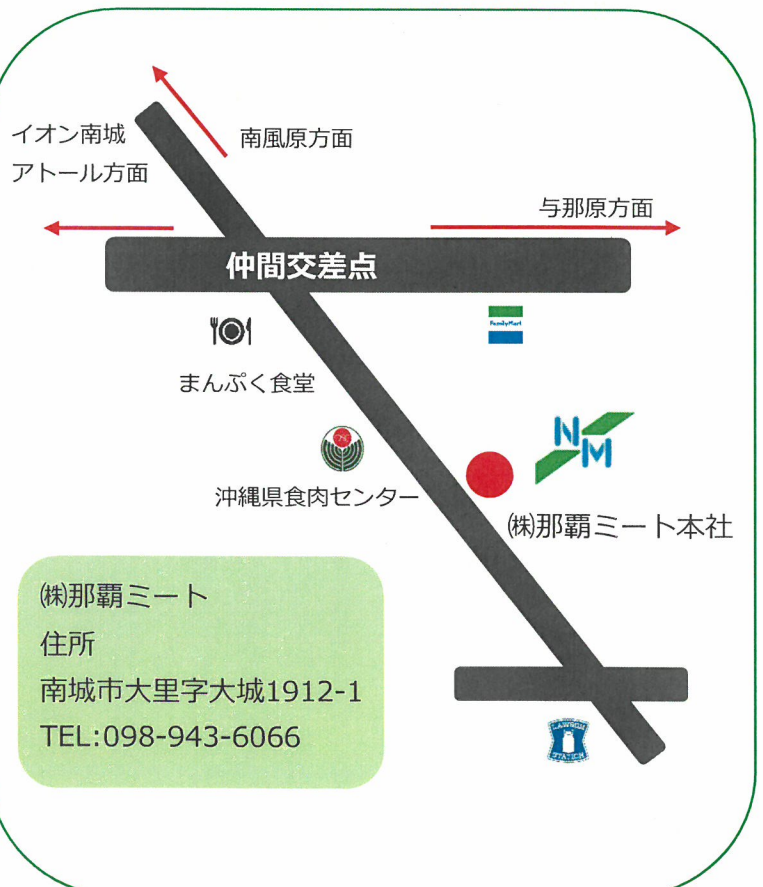 イオン南城
アトール方面
南風原方面
与那原方面
仲間交差点
FamilyMart
まんぷく食堂
NM
沖縄県食肉センター
㈱那覇ミート本社
㈱那覇ミート
住所
南城市大里字大城1912-1
TEL:098-943-6066
LAWSON
STATION